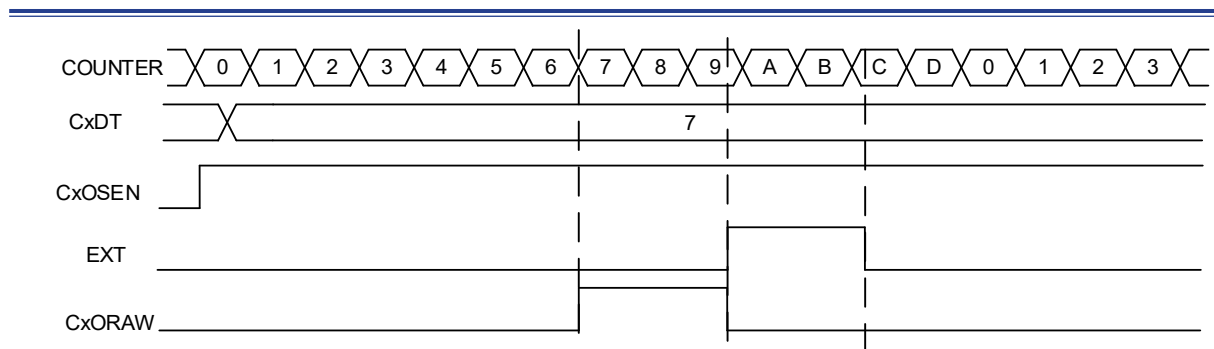 COUNTER 0 1 2 3 4 5 6 7 8 9 A B C D 0 1 2 3
CxDT 7
CxOSEN
EXT
CxORAW